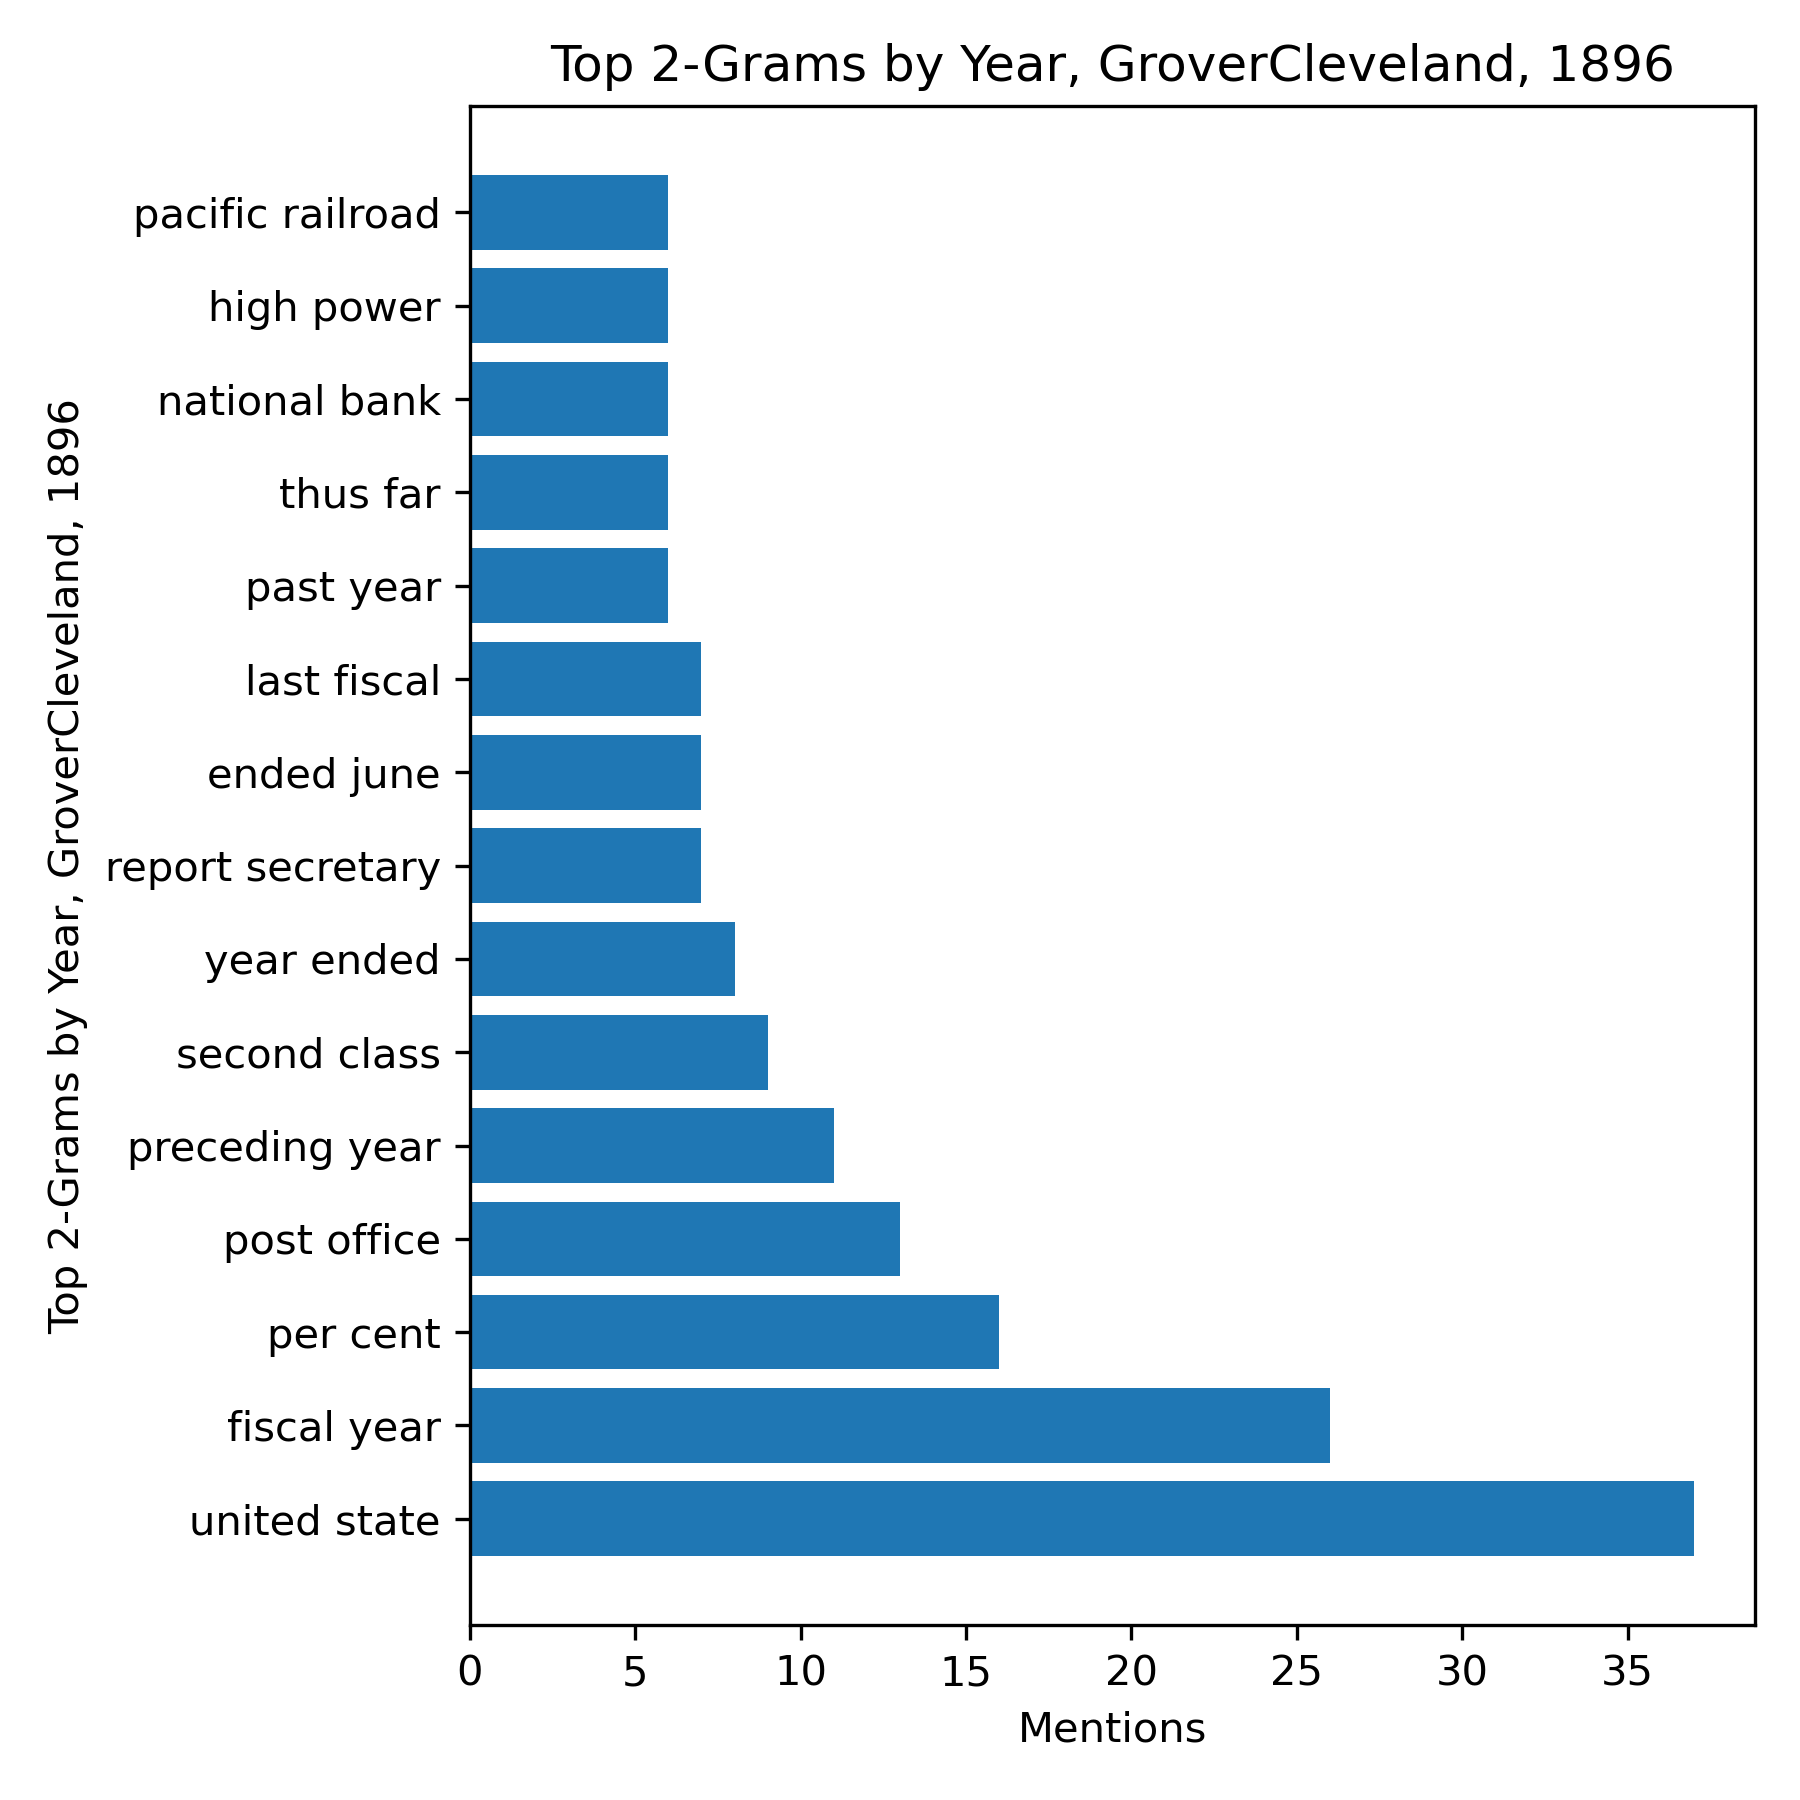 Top 2-Grams by Year, GroverCleveland, 1896
Top 2-Grams by Year, GroverCleveland, 1896
pacific railroad
high power
national bank
thus far
past year
last fiscal
ended june
report secretary
year ended
second class
preceding year
post office
per cent
fiscal year
united state
0 5 10 15 20 25 30 35
Mentions